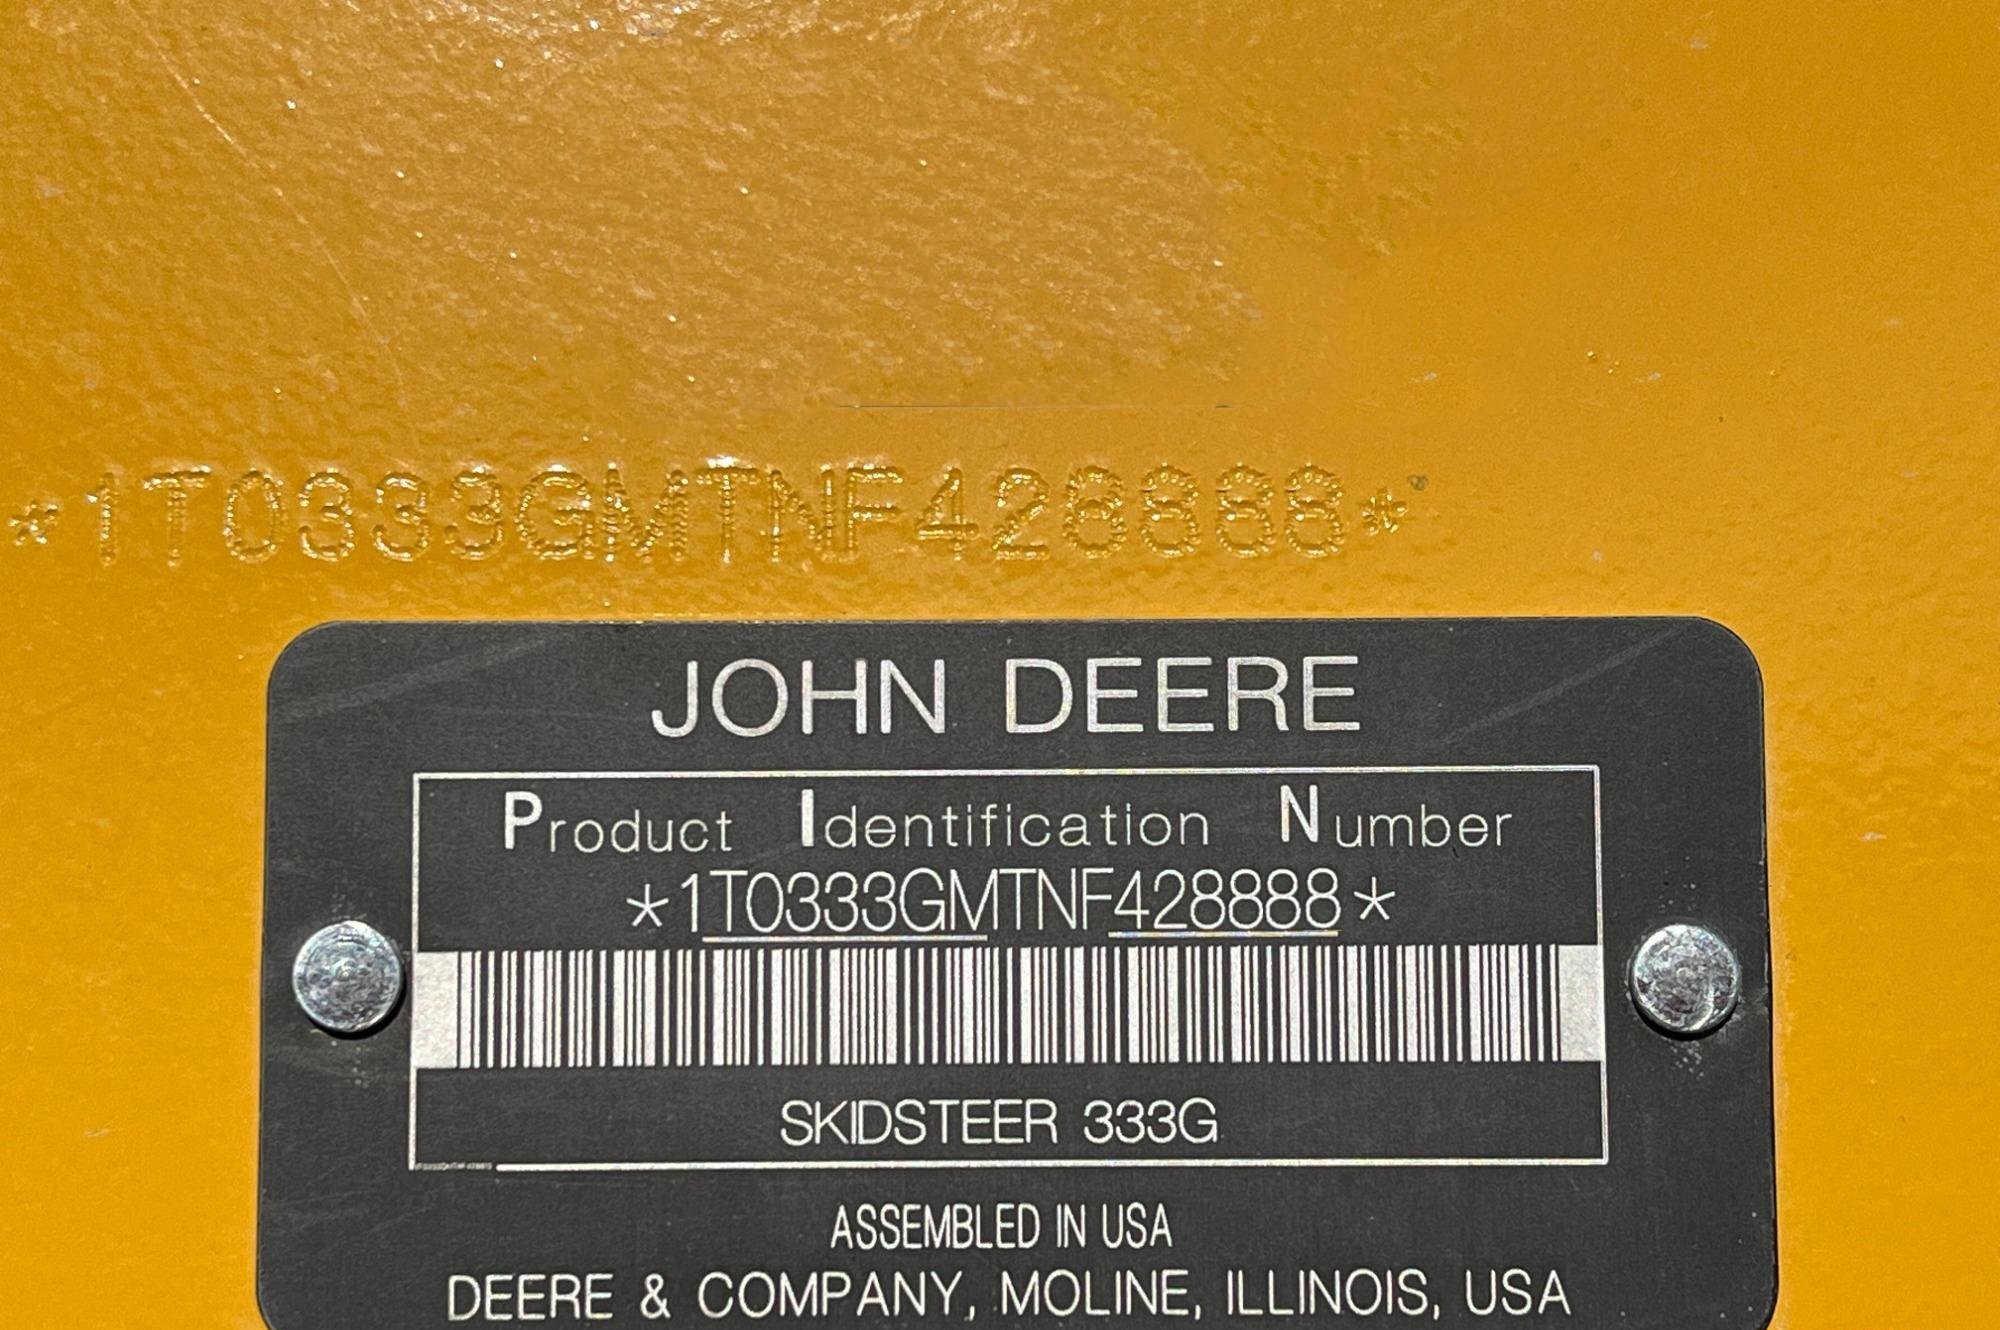 *1T0333GMTNF428888*
JOHN DEERE
Product Identification Number
*1T0333GMTNF428888*
SKIDSTEER 333G
ASSEMBLED IN USA
DEERE & COMPANY, MOLINE, ILLINOIS, USA